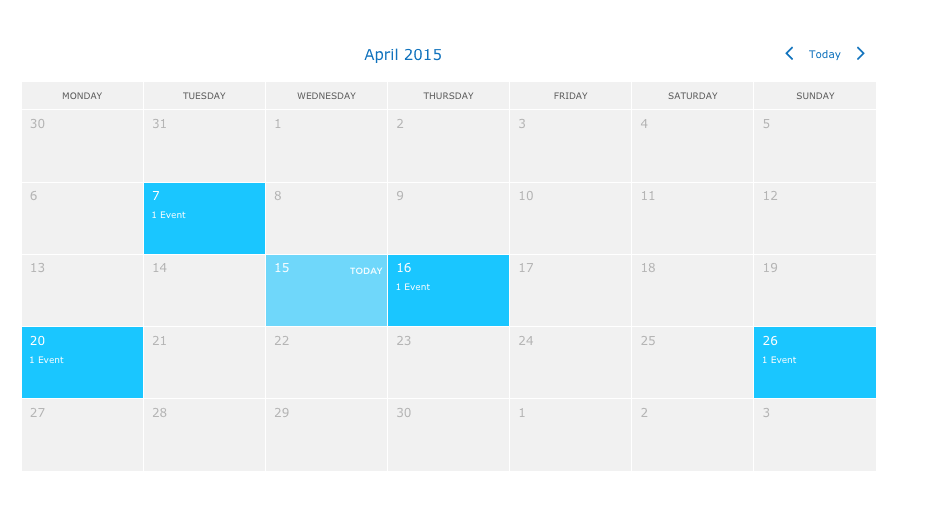 April 2015 Today
MONDAY TUESDAY WEDNESDAY THURSDAY FRIDAY SATURDAY SUNDAY
30 31 1 2 3 4 5
6 7 8 9 10 11 12
1 Event
13 14 15 TODAY 16 17 18 19
1 Event
20 21 22 23 24 25 26
1 Event 1 Event
27 28 29 30 1 2 3